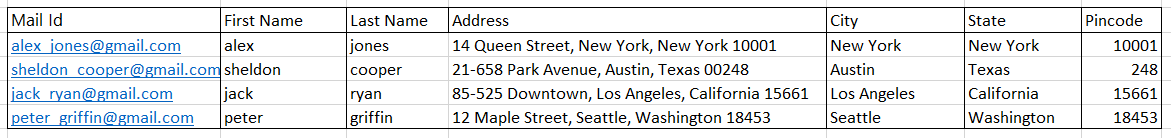 Mail Id First Name Last Name Address City State Pincode
alex_jones@gmail.com alex jones 14 Queen Street, New York, New York 10001 New York New York 10001
sheldon_cooper@gmail.com sheldon cooper 21-658 Park Avenue, Austin, Texas 00248 Austin Texas 248
jack_ryan@gmail.com jack ryan 85-525 Downtown, Los Angeles, California 15661 Los Angeles California 15661
peter_griffin@gmail.com peter griffin 12 Maple Street, Seattle, Washington 18453 Seattle Washington 18453